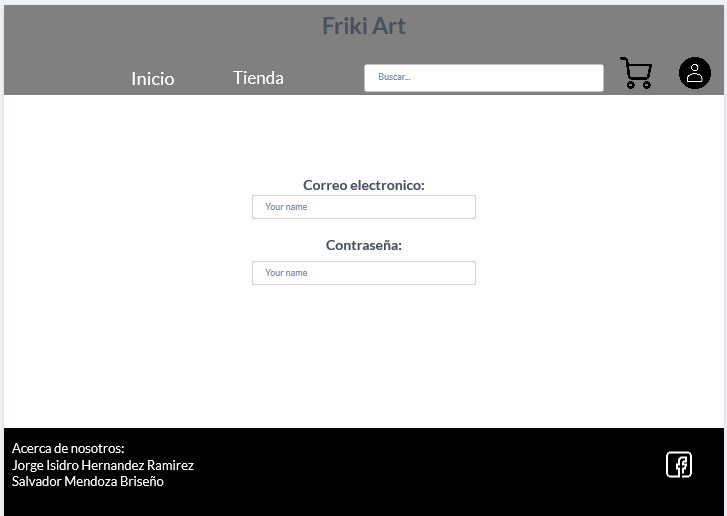 Friki Art
Inicio
Tienda
Buscar...
Correo electronico:
Your name
Contraseña:
Your name
Acerca de nosotros:
Jorge Isidro Hernandez Ramirez
Salvador Mendoza Briseño